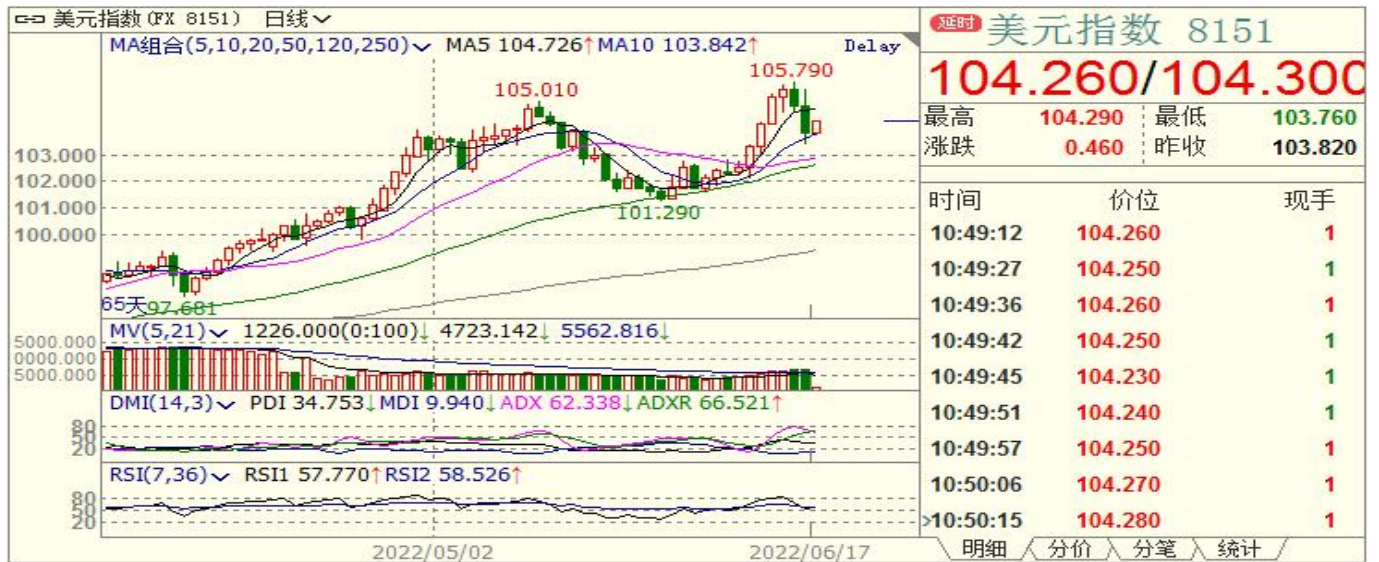 美元指数(FX 8151) 日线
MA组合(5,10,20,50,120,250) MA5 104.726↑MA10 103.842↑ Delay
105.790
105.010
103.000
102.000
101.000
101.290
100.000
65天97.681
MV(5,21) 1226.000(0:100)↓ 4723.142↓ 5562.816↓
5000.000
0000.000
5000.000
DMI(14,3) PDI 34.753↓MDI 9.940↓ADX 62.338↓ADXR 66.521↑
80
50
20
RSI(7,36) RSI1 57.770↑RSI2 58.526↑
80
50
20
2022/05/02 2022/06/17
延时 美元指数 8151
104.260/104.300
最高 104.290 最低 103.760
涨跌 0.460 昨收 103.820
时间 价位 现手
10:49:12 104.260 1
10:49:27 104.250 1
10:49:36 104.260 1
10:49:42 104.250 1
10:49:45 104.230 1
10:49:51 104.240 1
10:49:57 104.250 1
10:50:06 104.270 1
>10:50:15 104.280 1
明细 分价 分笔 统计